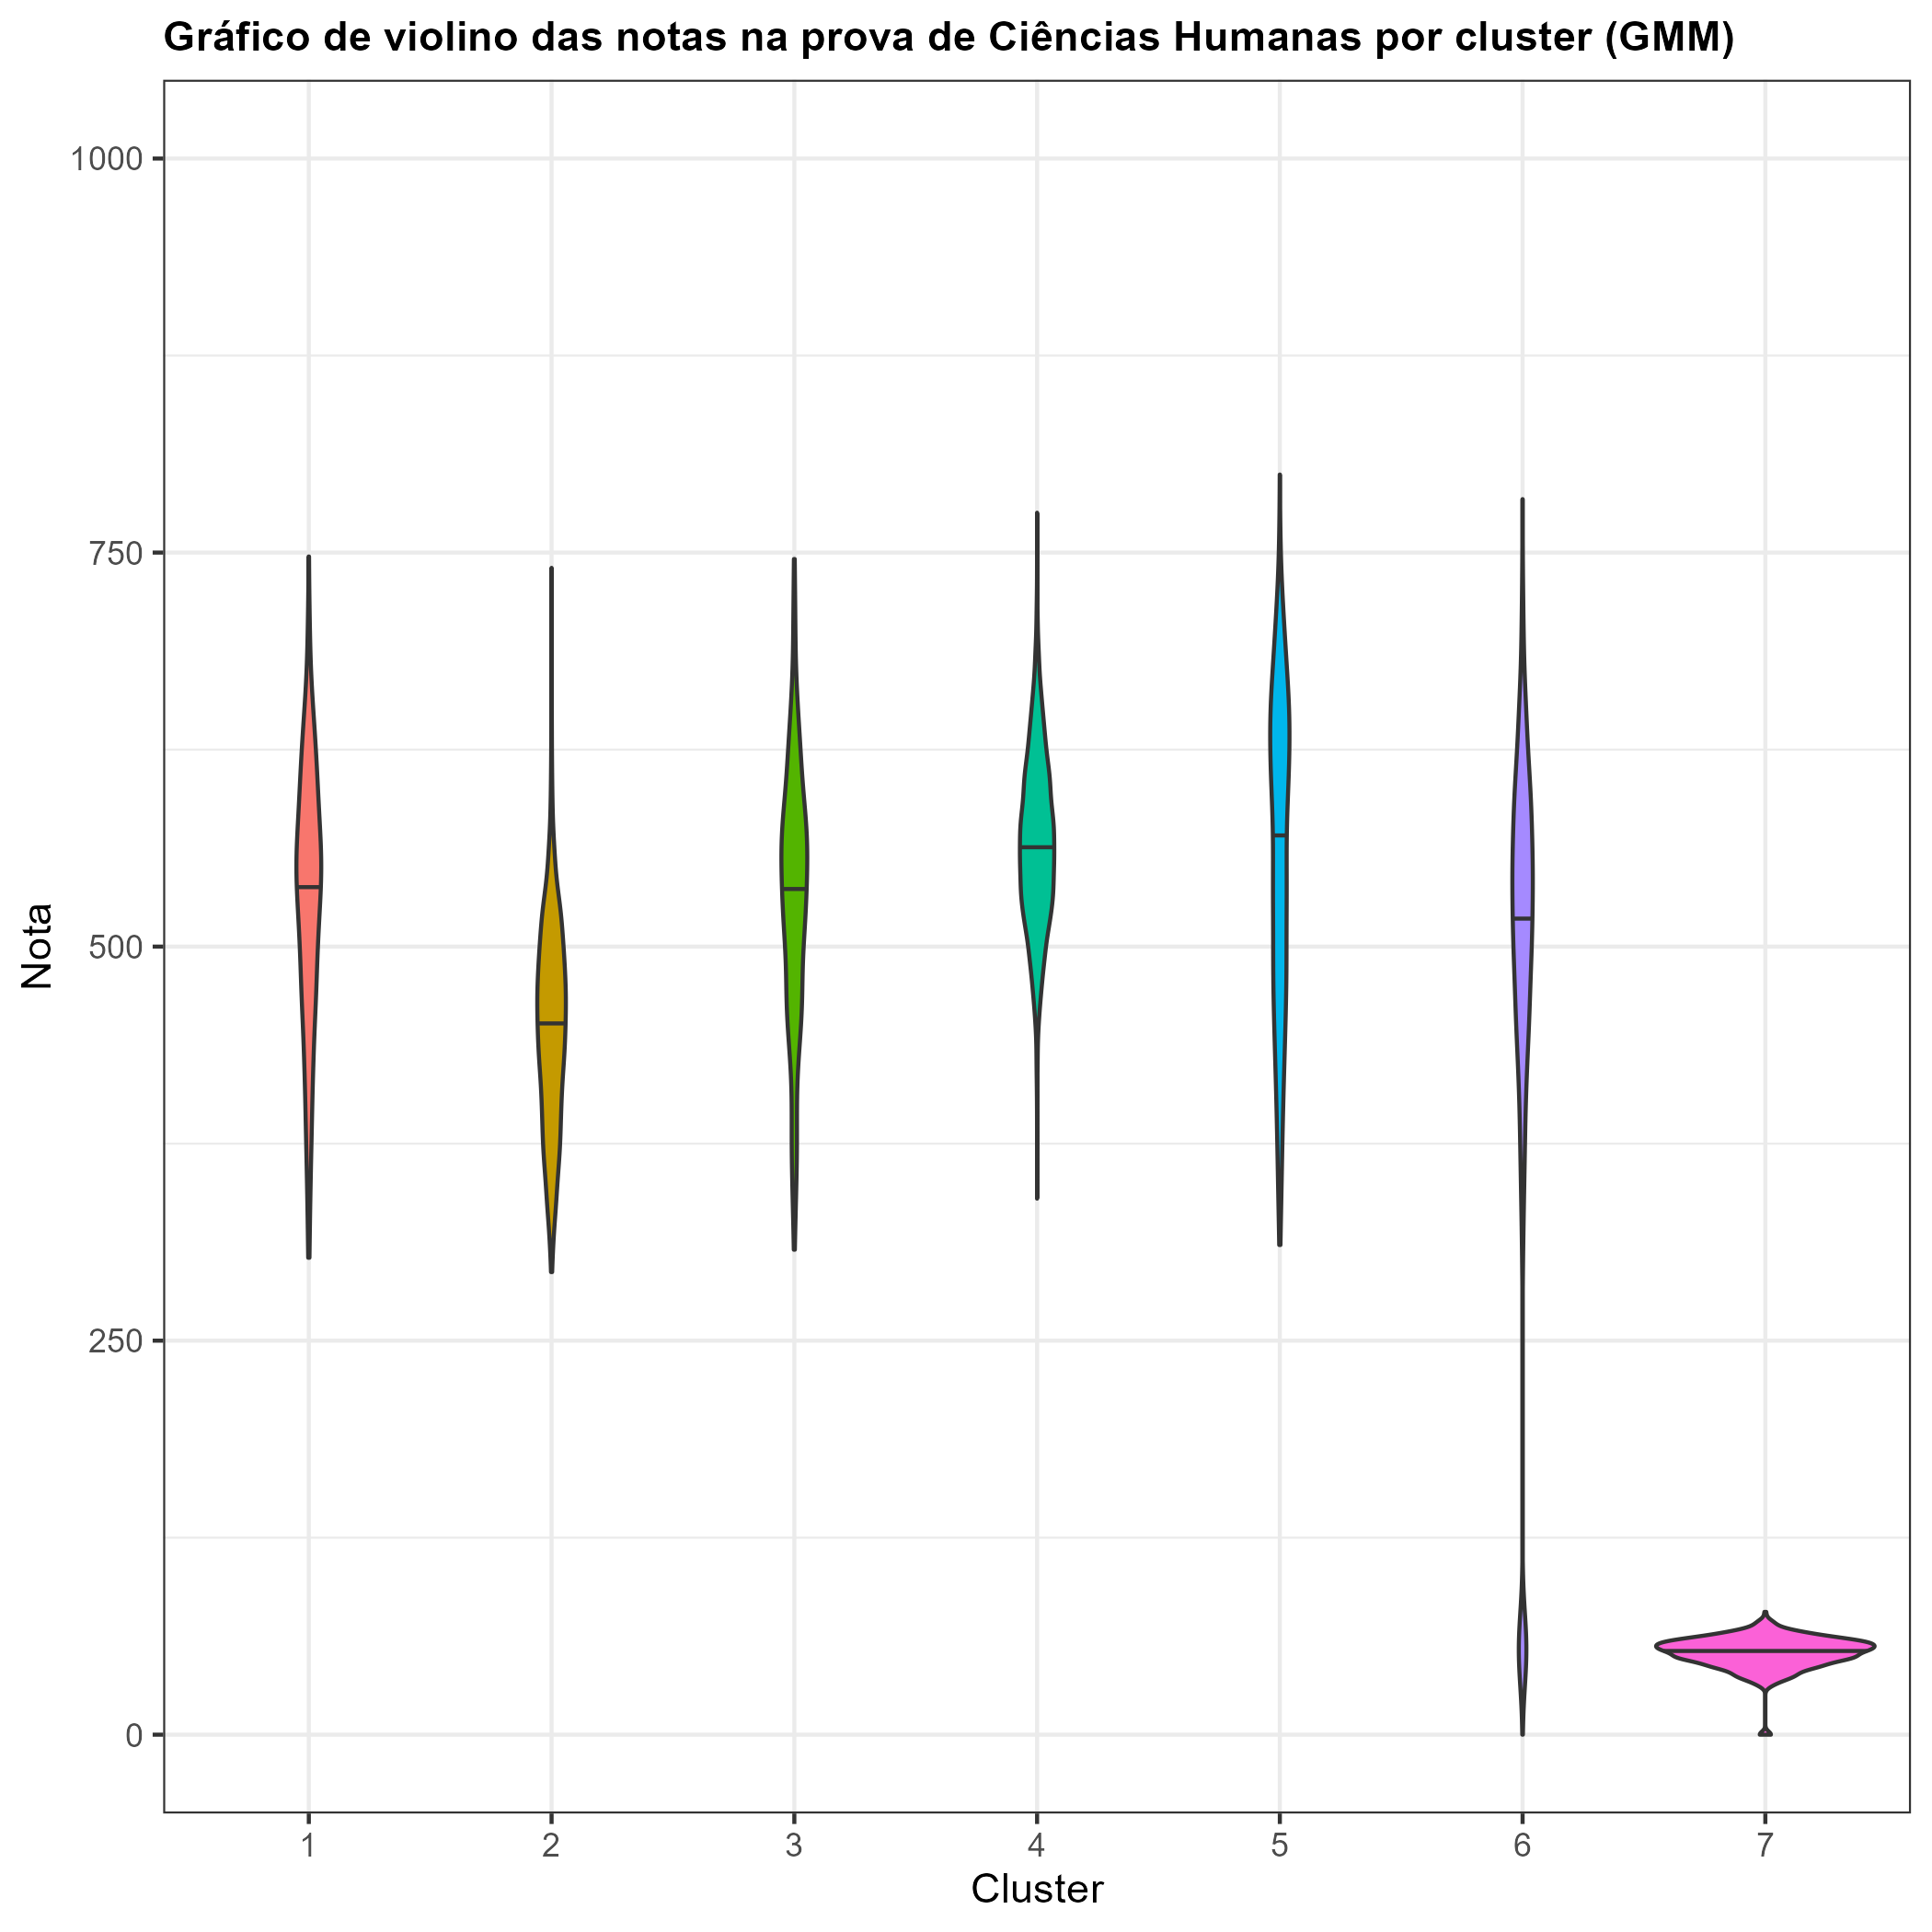 Gráfico de violino das notas na prova de Ciências Humanas por cluster (GMM)
1000
750
500
250
0
Nota
1 2 3 4 5 6 7
Cluster